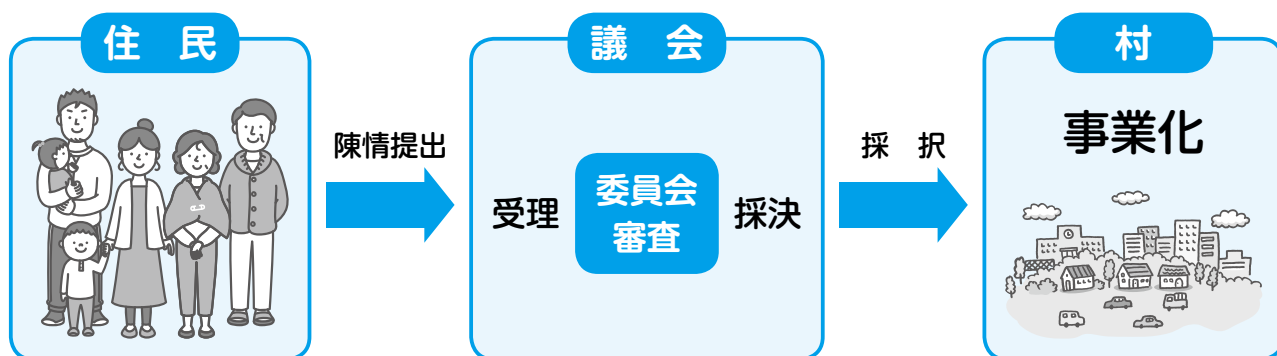 住　民
陳情提出
議　会
受理
委員会
審査
採決
採　択
村
事業化